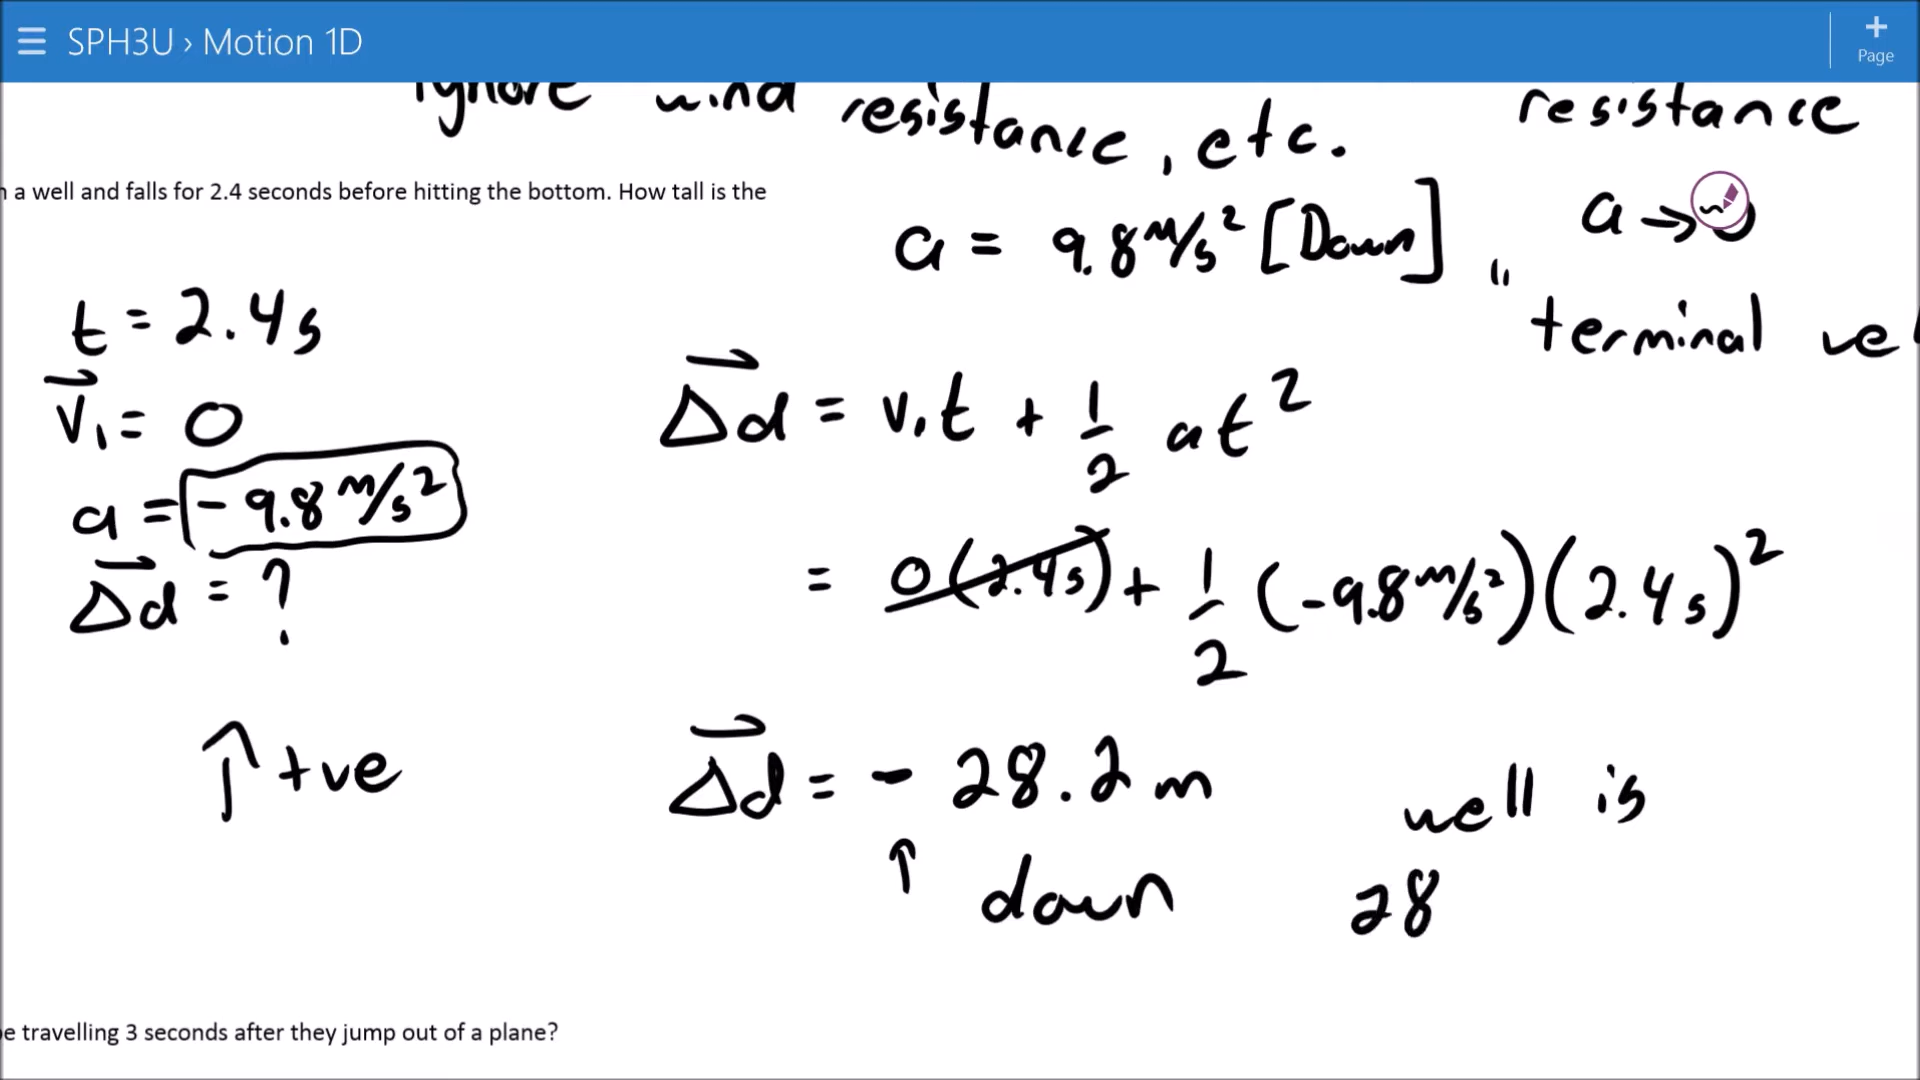 SPH3U › Motion 1D
Page
ignore wind resistance, etc.
resistance
a well and falls for 2.4 seconds before hitting the bottom. How tall is the
a = 9.8 m/s² [Down]
a →
"terminal ve
t = 2.4 s
v⃗₁ = 0
a = -9.8 m/s²
Δd⃗ = ?
↑ +ve
Δd⃗ = v₁t + 1/2 at²
= 0(2.4s) + 1/2 (-9.8 m/s²)(2.4 s)²
Δd⃗ = - 28.2 m
↑ down
well is
28
travelling 3 seconds after they jump out of a plane?